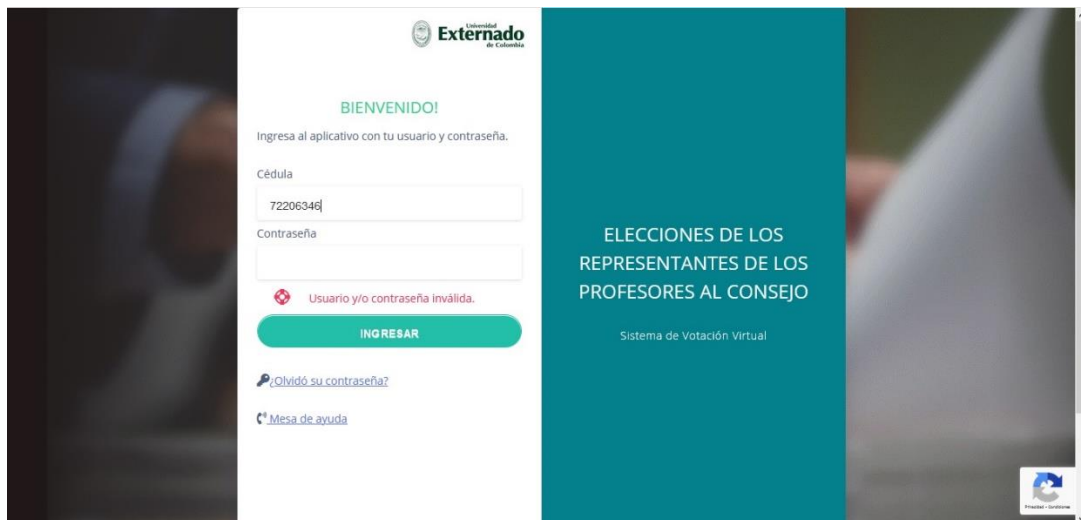 Universidad
Externado
de Colombia
BIENVENIDO!
Ingresa al aplicativo con tu usuario y contraseña.
Cédula
72206346
Contraseña
Usuario y/o contraseña inválida.
INGRESAR
¿Olvidó su contraseña?
Mesa de ayuda
ELECCIONES DE LOS
REPRESENTANTES DE LOS
PROFESORES AL CONSEJO
Sistema de Votación Virtual
Privacidad - Condiciones